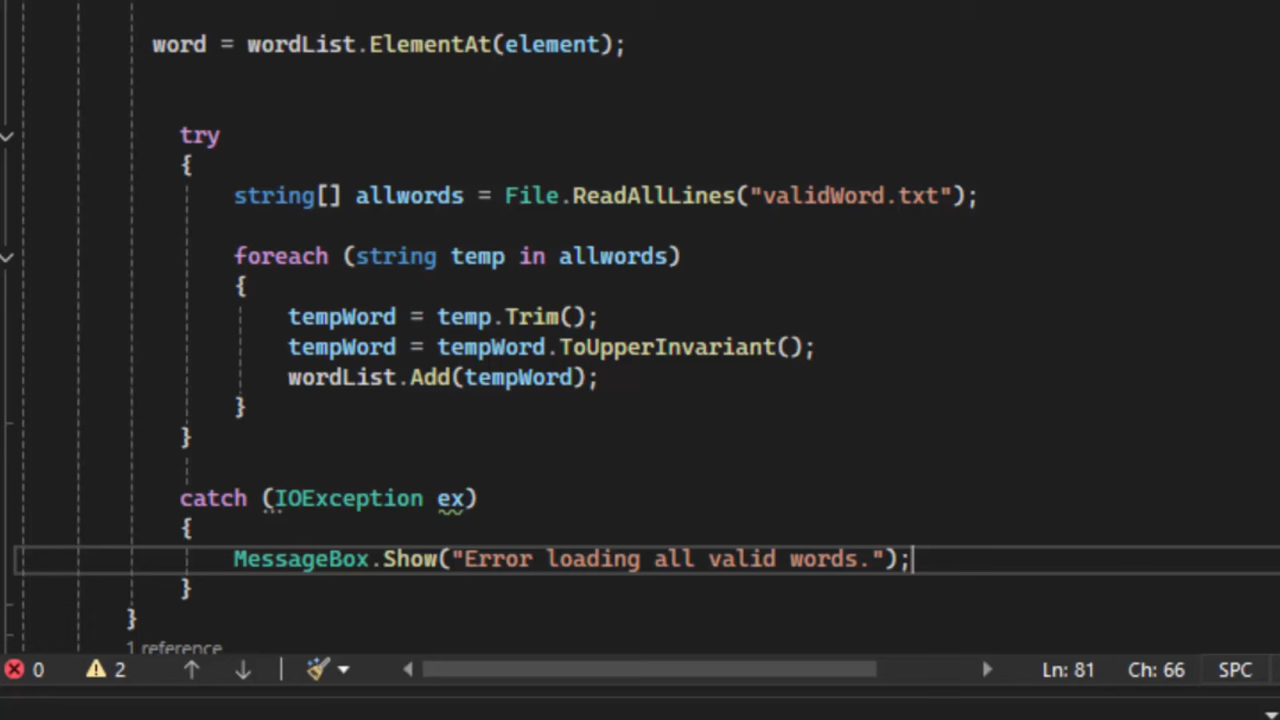 word = wordList.ElementAt(element);
try
{
string[] allwords = File.ReadAllLines("validWord.txt");
foreach (string temp in allwords)
{
tempWord = temp.Trim();
tempWord = tempWord.ToUpperInvariant();
wordList.Add(tempWord);
}
}
catch (IOException ex)
{
MessageBox.Show("Error loading all valid words.");
}
}
1 reference
0 2 Ln: 81 Ch: 66 SPC